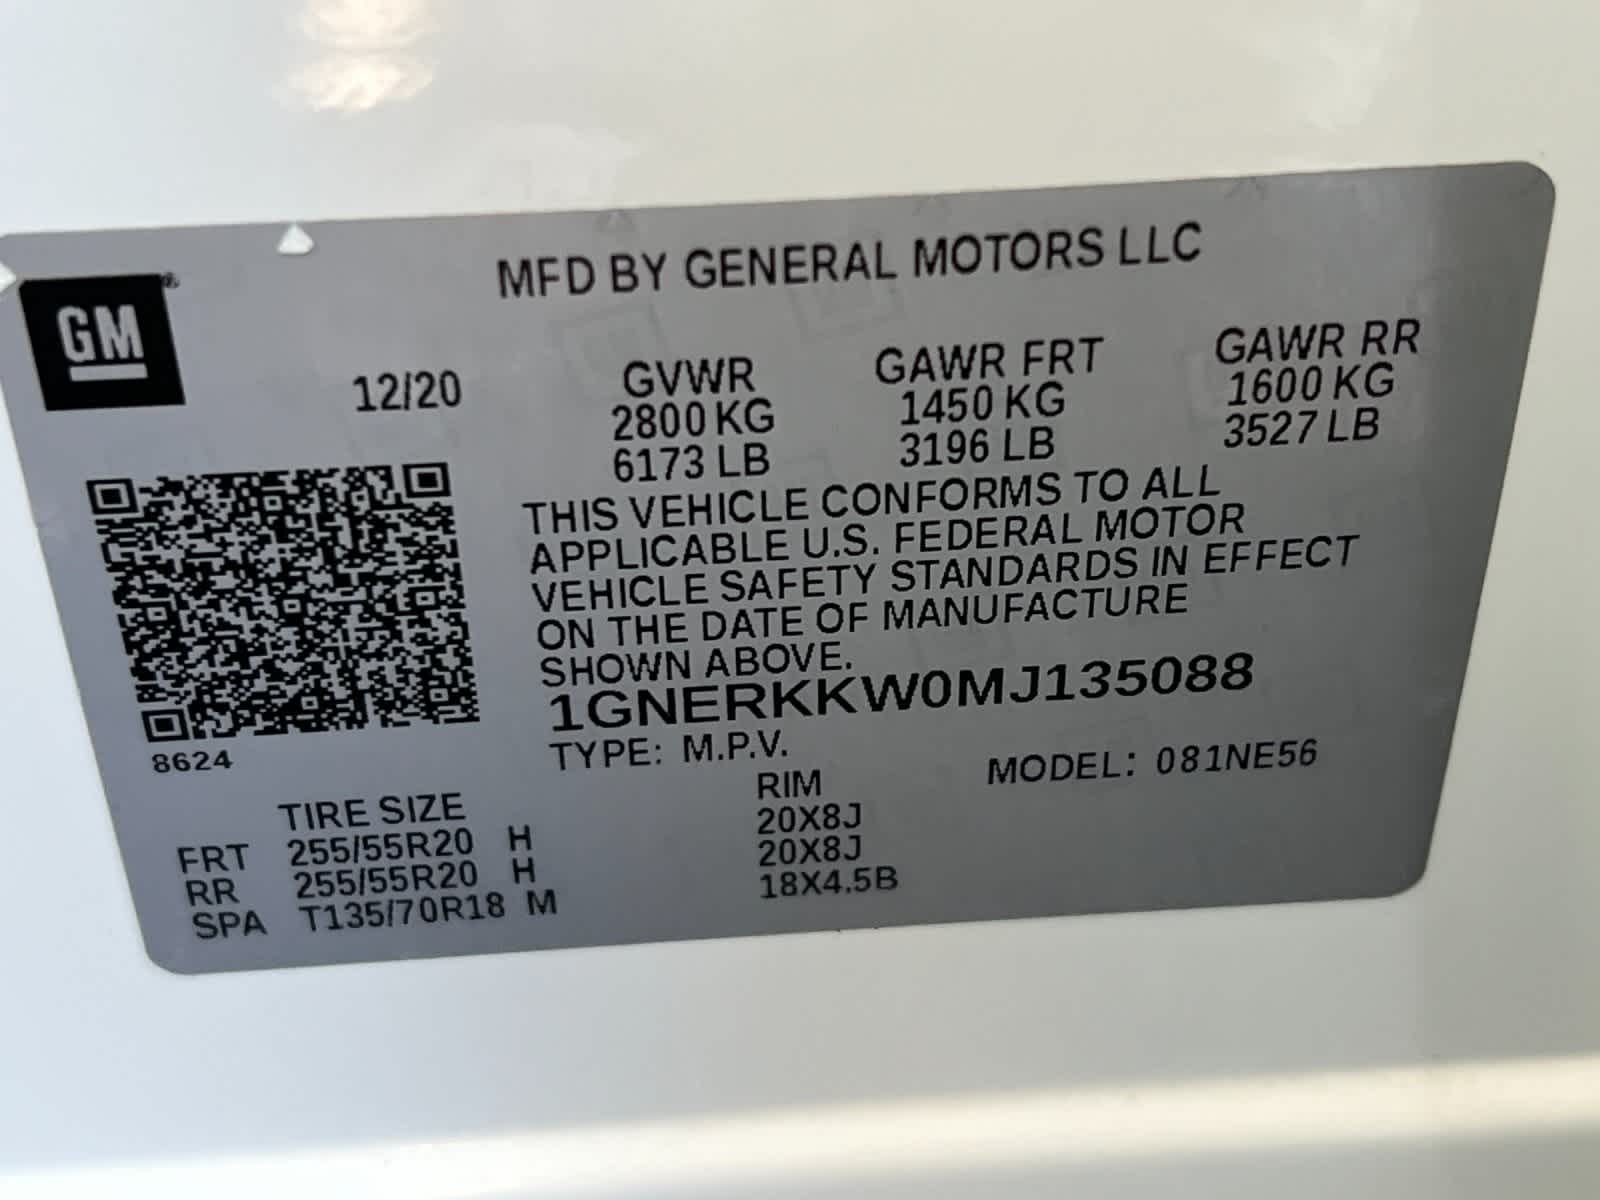 MFD BY GENERAL MOTORS LLC
GM®
12/20
GVWR GAWR FRT GAWR RR
2800 KG 1450 KG 1600 KG
6173 LB 3196 LB 3527 LB
THIS VEHICLE CONFORMS TO ALL
APPLICABLE U.S. FEDERAL MOTOR
VEHICLE SAFETY STANDARDS IN EFFECT
ON THE DATE OF MANUFACTURE
SHOWN ABOVE.
1GNERKKW0MJ135088
8624
TYPE: M.P.V. MODEL: 081NE56
TIRE SIZE RIM
FRT 255/55R20 H 20X8J
RR 255/55R20 H 20X8J
SPA T135/70R18 M 18X4.5B